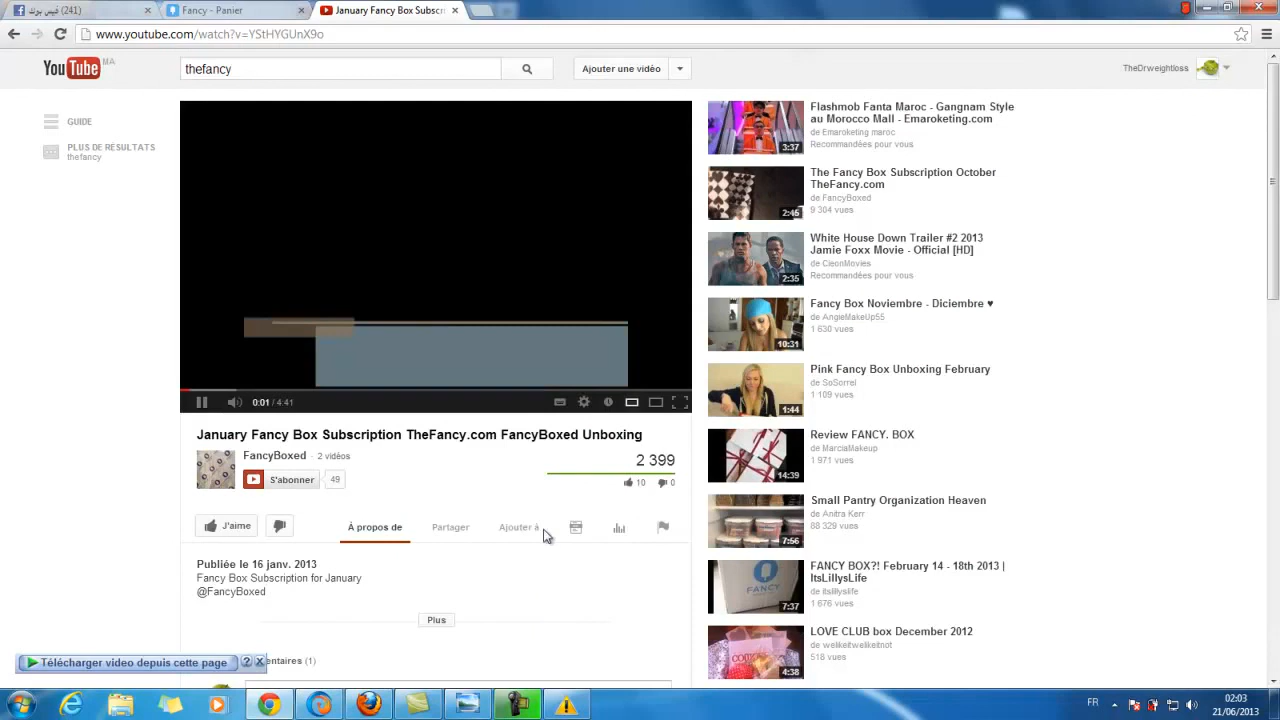 (241) فيس بوك
Fancy - Panier
January Fancy Box Subscr
www.youtube.com/watch?v=YStHYGUnX9o
YouTube MA
thefancy
Ajouter une vidéo
TheDrweightloss
GUIDE
PLUS DE RÉSULTATS
thefancy
0:01 / 4:41
January Fancy Box Subscription TheFancy.com FancyBoxed Unboxing
FancyBoxed · 2 vidéos
S'abonner 49
2 399
10 0
J'aime
À propos de Partager Ajouter à
Publiée le 16 janv. 2013
Fancy Box Subscription for January
@FancyBoxed
Plus
Télécharger video depuis cette page ? X
entaires (1)
Flashmob Fanta Maroc - Gangnam Style
au Morocco Mall - Emaroketing.com
de Emaroketing maroc
Recommandées pour vous
3:37
The Fancy Box Subscription October
TheFancy.com
de FancyBoxed
9 304 vues
2:46
White House Down Trailer #2 2013
Jamie Foxx Movie - Official [HD]
de CieonMovies
Recommandées pour vous
2:35
Fancy Box Noviembre - Diciembre ♥
de AngieMakeUp55
1 630 vues
10:31
Pink Fancy Box Unboxing February
de SoSorrel
1 109 vues
1:44
Review FANCY. BOX
de MarciaMakeup
1 971 vues
14:39
Small Pantry Organization Heaven
de Anitra Kerr
88 329 vues
7:56
FANCY BOX?! February 14 - 18th 2013 |
ItsLillysLife
de itslillyslife
1 676 vues
FANCY
7:37
LOVE CLUB box December 2012
de welikeitwelikeitnot
518 vues
4:38
FR
02:03
21/06/2013